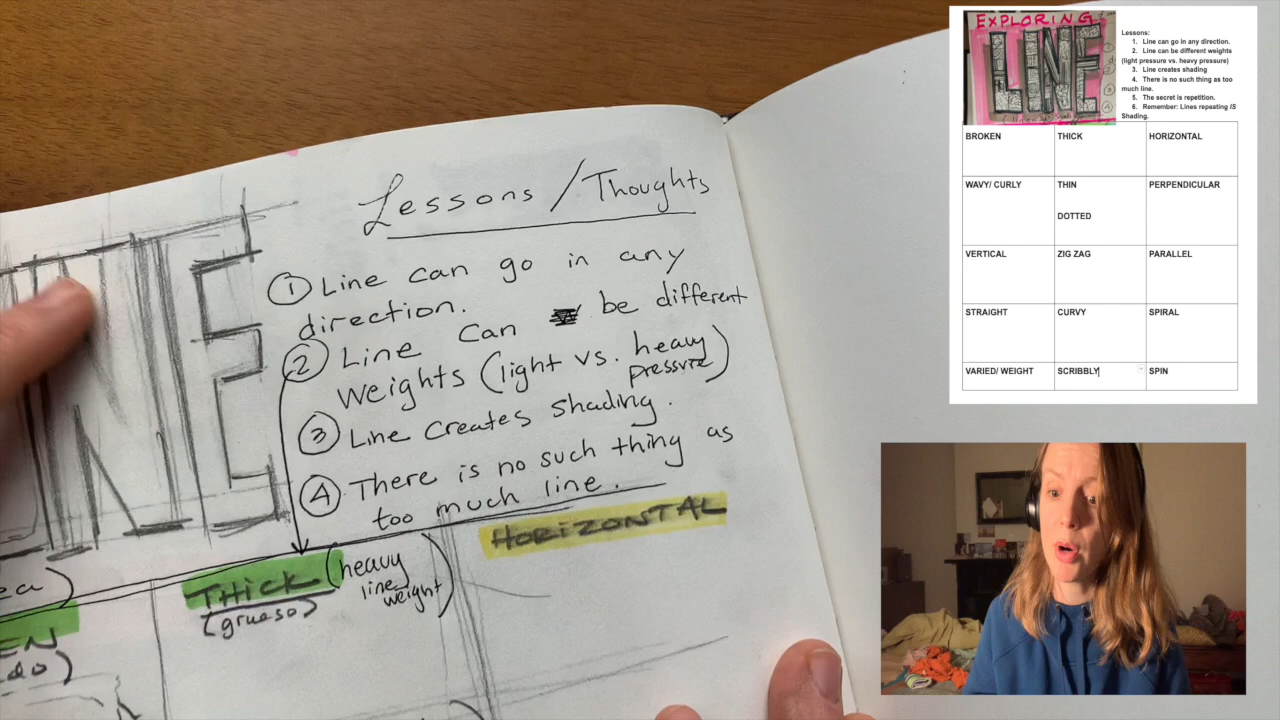 Lessons/Thoughts
① Line can go in any
direction.
② Line can be different
weights (light vs. heavy
pressure)
③ Line creates shading.
④ There is no such thing as
too much line.
HORIZONTAL
THICK (heavy
line
weight)
(grueso)
EXPLORING
LINE
Lessons:
1. Line can go in any direction.
2. Line can be different weights
(light pressure vs. heavy pressure)
3. Line creates shading
4. There is no such thing as too
much line.
5. The secret is repetition.
6. Remember: Lines repeating IS
Shading.
BROKEN THICK HORIZONTAL
WAVY/ CURLY THIN PERPENDICULAR
DOTTED
VERTICAL ZIG ZAG PARALLEL
STRAIGHT CURVY SPIRAL
VARIED/ WEIGHT SCRIBBLY SPIN